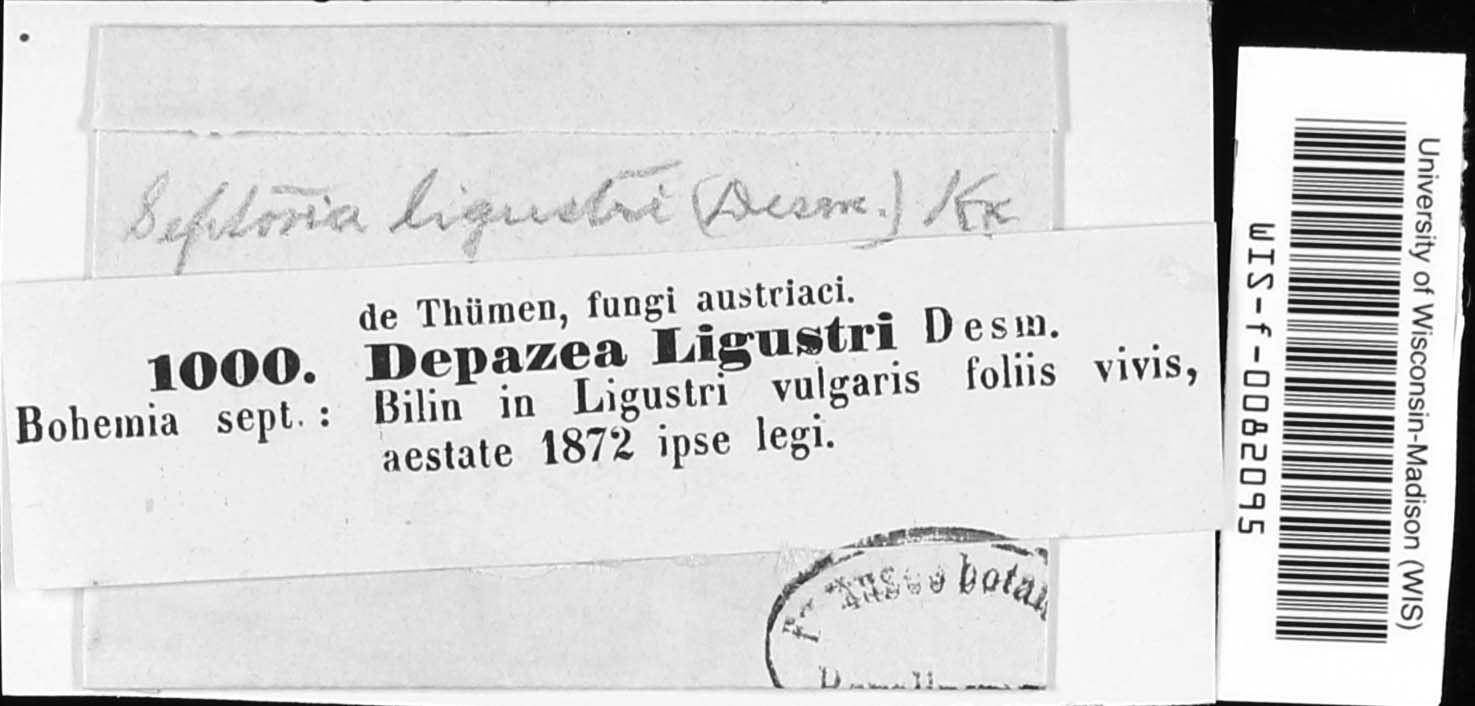 Septoria ligustri (Desm.) Kx
de Thümen, fungi austriaci.
1000. Depazea Ligustri Desm.
Bohemia sept.: Bilin in Ligustri vulgaris foliis vivis,
aestate 1872 ipse legi.
botan
University of Wisconsin-Madison (WIS)
WIS-f-0082095